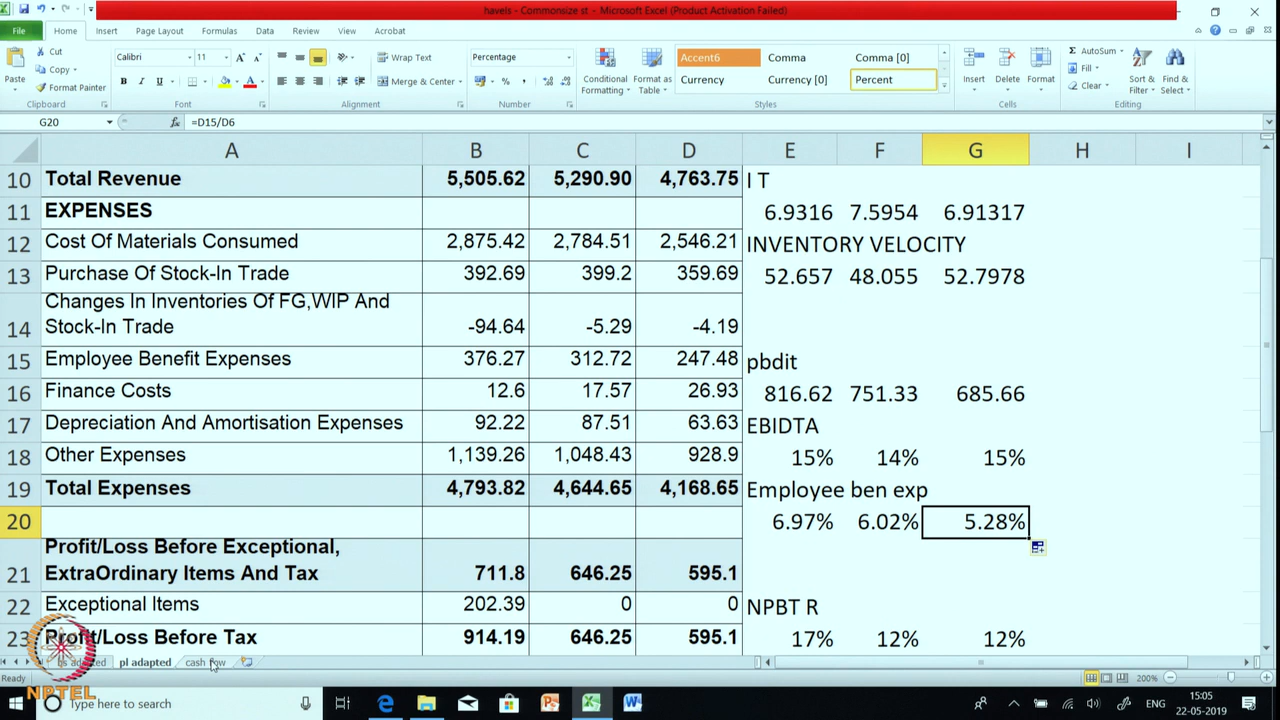 havels - Commonsize st - Microsoft Excel (Product Activation Failed)
File Home Insert Page Layout Formulas Data Review View Acrobat
Cut
Copy
Format Painter
Paste
Clipboard
Calibri 11
B I U
Font
Wrap Text
Merge & Center
Alignment
Percentage
Number
Conditional Formatting
Format as Table
Accent6 Comma Comma [0]
Currency Currency [0] Percent
Styles
Insert Delete Format
Cells
AutoSum
Fill
Clear
Sort & Filter
Find & Select
Editing
G20 fx =D15/D6
A B C D E F G H I
10 Total Revenue 5,505.62 5,290.90 4,763.75 I T
11 EXPENSES 6.9316 7.5954 6.91317
12 Cost Of Materials Consumed 2,875.42 2,784.51 2,546.21 INVENTORY VELOCITY
13 Purchase Of Stock-In Trade 392.69 399.2 359.69 52.657 48.055 52.7978
Changes In Inventories Of FG,WIP And
14 Stock-In Trade -94.64 -5.29 -4.19
15 Employee Benefit Expenses 376.27 312.72 247.48 pbdit
16 Finance Costs 12.6 17.57 26.93 816.62 751.33 685.66
17 Depreciation And Amortisation Expenses 92.22 87.51 63.63 EBIDTA
18 Other Expenses 1,139.26 1,048.43 928.9 15% 14% 15%
19 Total Expenses 4,793.82 4,644.65 4,168.65 Employee ben exp
20 6.97% 6.02% 5.28%
Profit/Loss Before Exceptional,
21 ExtraOrdinary Items And Tax 711.8 646.25 595.1
22 Exceptional Items 202.39 0 0 NPBT R
23 Profit/Loss Before Tax 914.19 646.25 595.1 17% 12% 12%
adapted pl adapted cash flow
Ready 200%
NPTEL
Type here to search
ENG
15:05
22-05-2019